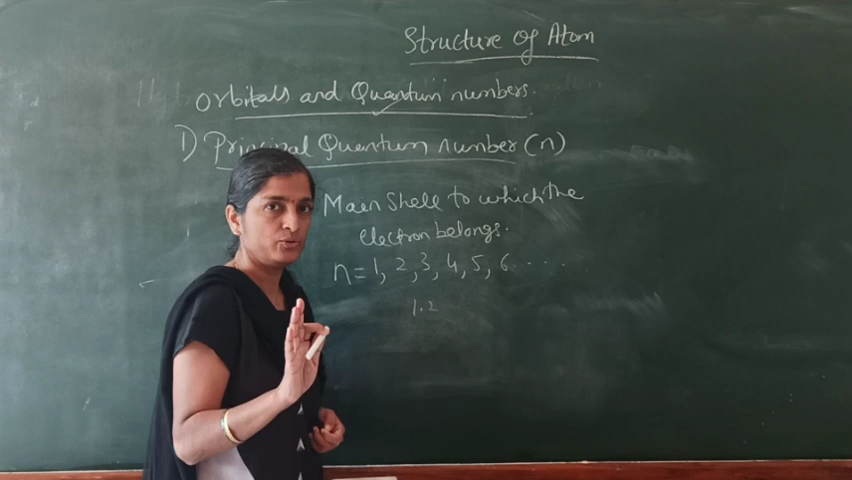 Structure of Atom
Orbitals and Quantum numbers.
1) Principal Quantum number (n)
Main Shell to which the
electron belongs.
n = 1, 2, 3, 4, 5, 6 . . . .
1.2